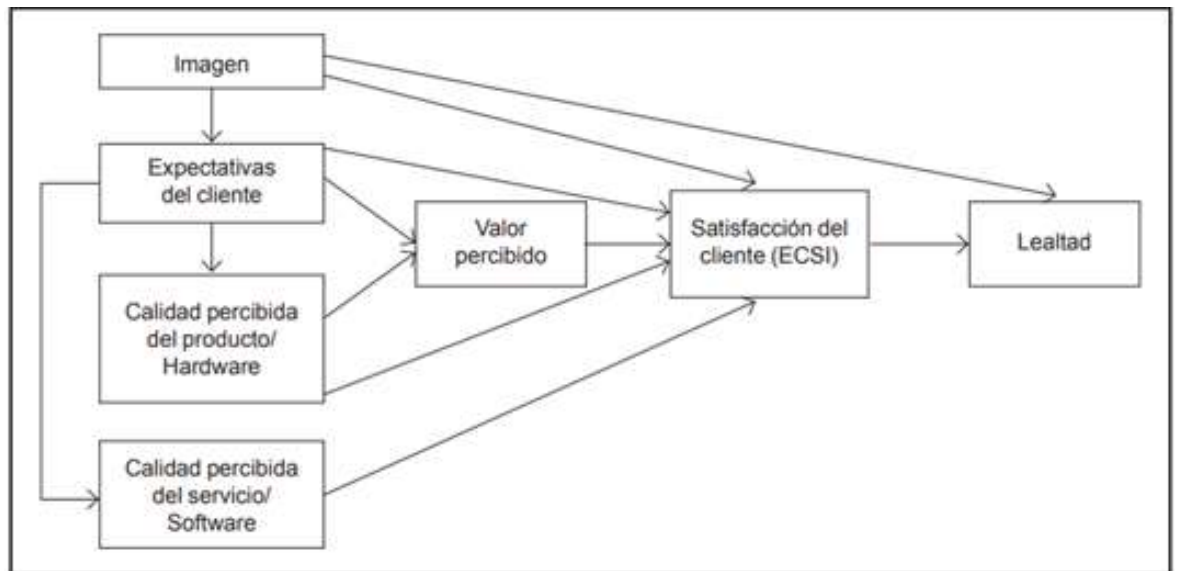 Imagen
Expectativas
del cliente
Valor
percibido
Satisfacción del
cliente (ECSI)
Lealtad
Calidad percibida
del producto/
Hardware
Calidad percibida
del servicio/
Software